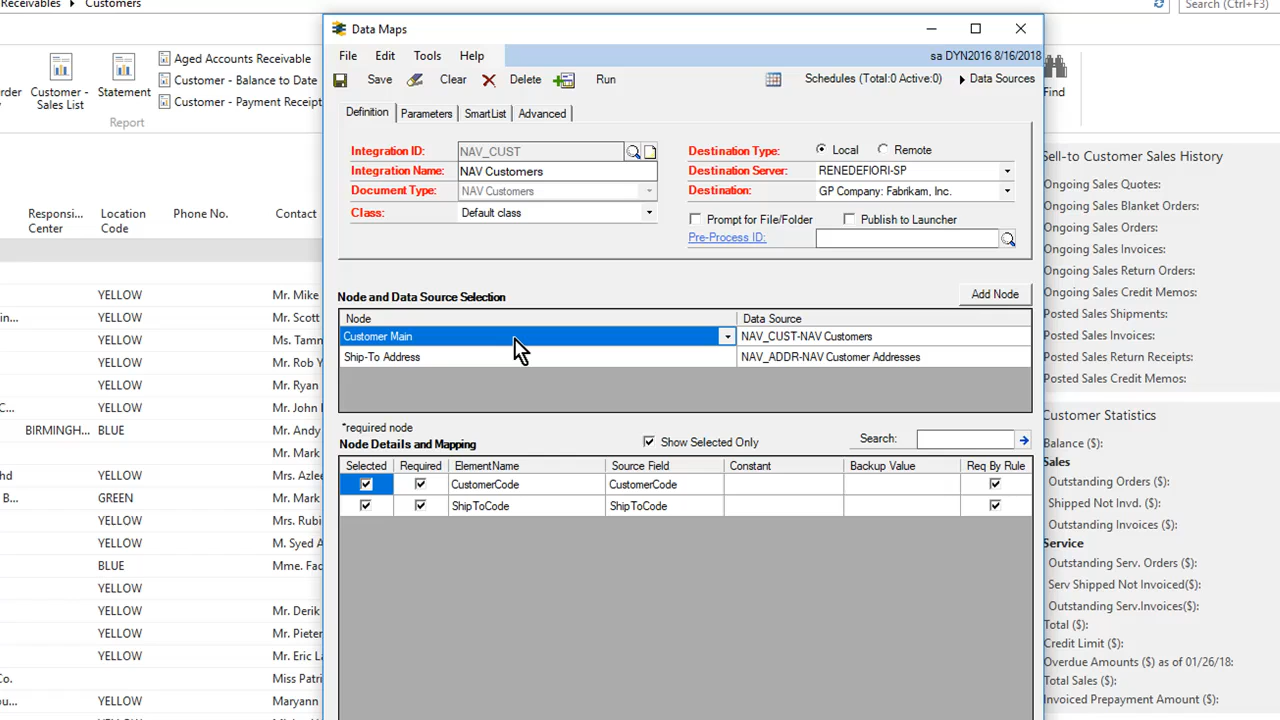 Receivables Customers Search (Ctrl+F3)
Data Maps
File Edit Tools Help sa DYN2016 8/16/2018
Save Clear Delete Run Schedules (Total:0 Active:0) Data Sources
Customer - Sales List
Statement
Aged Accounts Receivable
Customer - Balance to Date
Customer - Payment Receipt
Report
Find
Definition Parameters SmartList Advanced
Integration ID: NAV_CUST
Integration Name: NAV Customers
Document Type: NAV Customers
Class: Default class
Destination Type: Local Remote
Destination Server: RENEDEFIORI-SP
Destination: GP Company: Fabrikam, Inc.
Prompt for File/Folder Publish to Launcher
Pre-Process ID:
Node and Data Source Selection Add Node
Node Data Source
Customer Main NAV_CUST-NAV Customers
Ship-To Address NAV_ADDR-NAV Customer Addresses
*required node
Node Details and Mapping Show Selected Only Search:
Selected Required ElementName Source Field Constant Backup Value Req By Rule
CustomerCode CustomerCode
ShipToCode ShipToCode
Responsi... Center
Location Code
Phone No.
Contact
YELLOW Mr. Mike
in... YELLOW Mr. Scott
YELLOW Ms. Tamm
YELLOW Mr. Rob Y
YELLOW Mr. Ryan
C... YELLOW Mr. John
BIRMINGH... BLUE Mr. Andy
Mr. Mark
hd YELLOW Mrs. Azlee
B... GREEN Mr. Mark
YELLOW Mrs. Rubi
YELLOW M. Syed A
BLUE Mme. Fad
YELLOW
YELLOW Mr. Derik
YELLOW Mr. Pieter
YELLOW Mr. Eric La
Co. Miss Patri
ou... YELLOW Maryann
Sell-to Customer Sales History
Ongoing Sales Quotes:
Ongoing Sales Blanket Orders:
Ongoing Sales Orders:
Ongoing Sales Invoices:
Ongoing Sales Return Orders:
Ongoing Sales Credit Memos:
Posted Sales Shipments:
Posted Sales Invoices:
Posted Sales Return Receipts:
Posted Sales Credit Memos:
Customer Statistics
Balance ($):
Sales
Outstanding Orders ($):
Shipped Not Invd. ($):
Outstanding Invoices ($):
Service
Outstanding Serv. Orders ($):
Serv Shipped Not Invoiced($):
Outstanding Serv.Invoices($):
Total ($):
Credit Limit ($):
Overdue Amounts ($) as of 01/26/18:
Total Sales ($):
Invoiced Prepayment Amount ($):